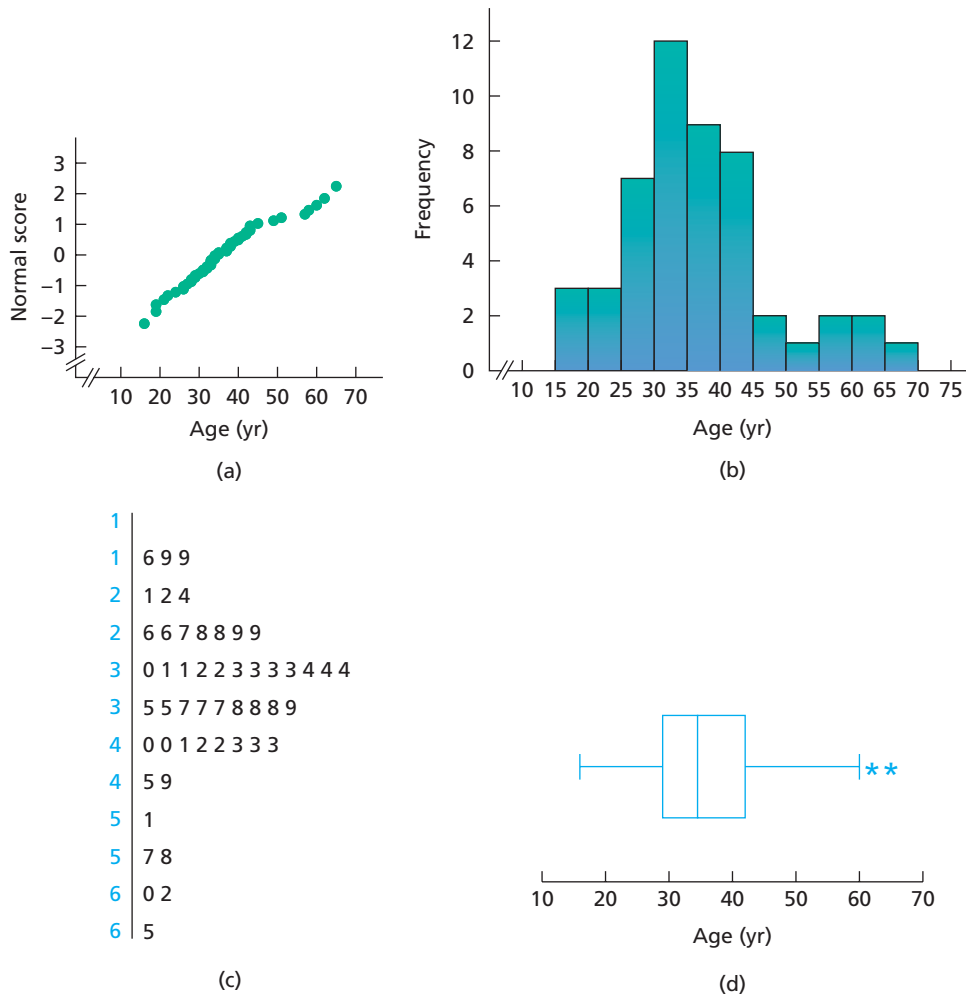 Normal score
3
2
1
0
−1
−2
−3
10 20 30 40 50 60 70
Age (yr)
(a)
Frequency
12
10
8
6
4
2
0
10 15 20 25 30 35 40 45 50 55 60 65 70 75
Age (yr)
(b)
1
1 6 9 9
2 1 2 4
2 6 6 7 8 8 9 9
3 0 1 1 2 2 3 3 3 3 4 4 4
3 5 5 7 7 7 8 8 8 9
4 0 0 1 2 2 3 3 3
4 5 9
5 1
5 7 8
6 0 2
6 5
(c)
**
10 20 30 40 50 60 70
Age (yr)
(d)